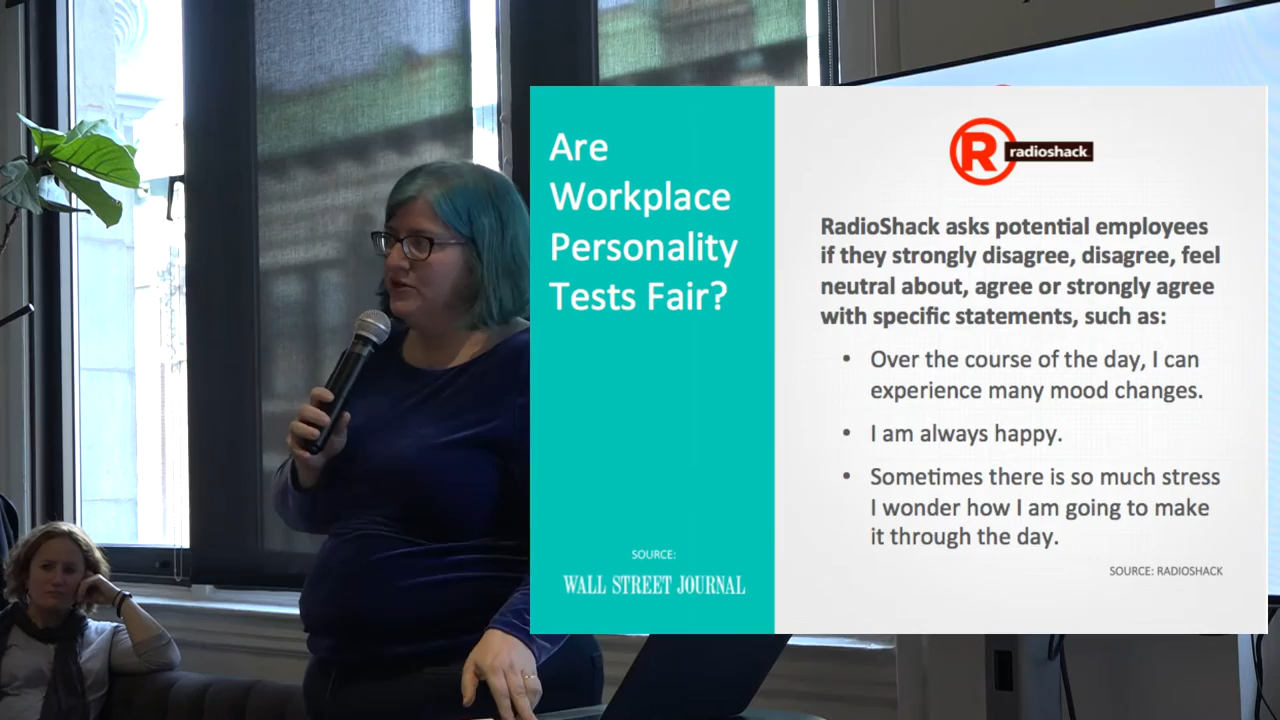 Are
Workplace
Personality
Tests Fair?
SOURCE:
WALL STREET JOURNAL
R radioshack.
RadioShack asks potential employees
if they strongly disagree, disagree, feel
neutral about, agree or strongly agree
with specific statements, such as:
• Over the course of the day, I can
experience many mood changes.
• I am always happy.
• Sometimes there is so much stress
I wonder how I am going to make
it through the day.
SOURCE: RADIOSHACK